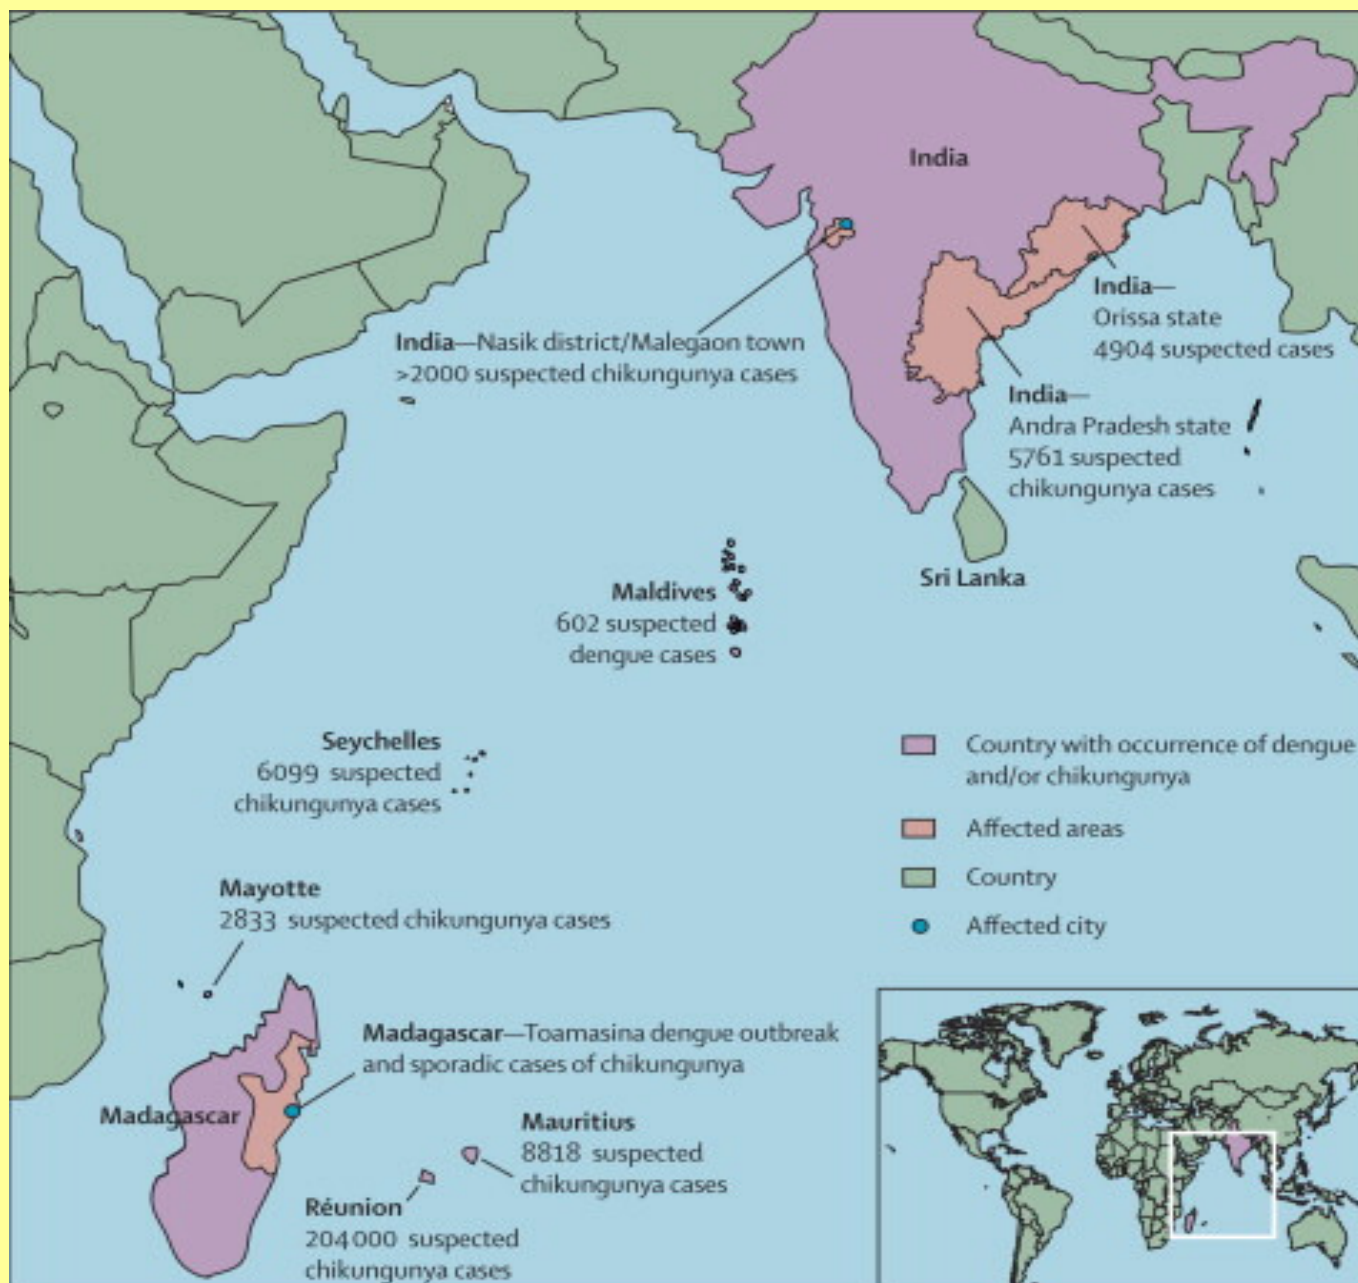 India
India—
Orissa state
4904 suspected cases
India—Nasik district/Malegaon town
>2000 suspected chikungunya cases
India—
Andra Pradesh state
5761 suspected
chikungunya cases
Sri Lanka
Maldives
602 suspected
dengue cases
Seychelles
6099 suspected
chikungunya cases
Country with occurrence of dengue
and/or chikungunya
Affected areas
Country
Affected city
Mayotte
2833 suspected chikungunya cases
Madagascar—Toamasina dengue outbreak
and sporadic cases of chikungunya
Madagascar
Mauritius
8818 suspected
chikungunya cases
Réunion
204000 suspected
chikungunya cases